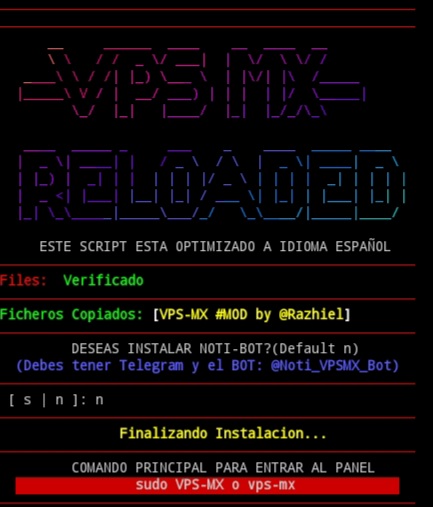 -VPS MX-
RELOADED
ESTE SCRIPT ESTA OPTIMIZADO A IDIOMA ESPAÑOL
Files: Verificado
Ficheros Copiados: [VPS-MX #MOD by @Razhiel]
DESEAS INSTALAR NOTI-BOT?(Default n)
(Debes tener Telegram y el BOT: @Noti_VPSMX_Bot)
[ s | n ]: n
Finalizando Instalacion...
COMANDO PRINCIPAL PARA ENTRAR AL PANEL
sudo VPS-MX o vps-mx